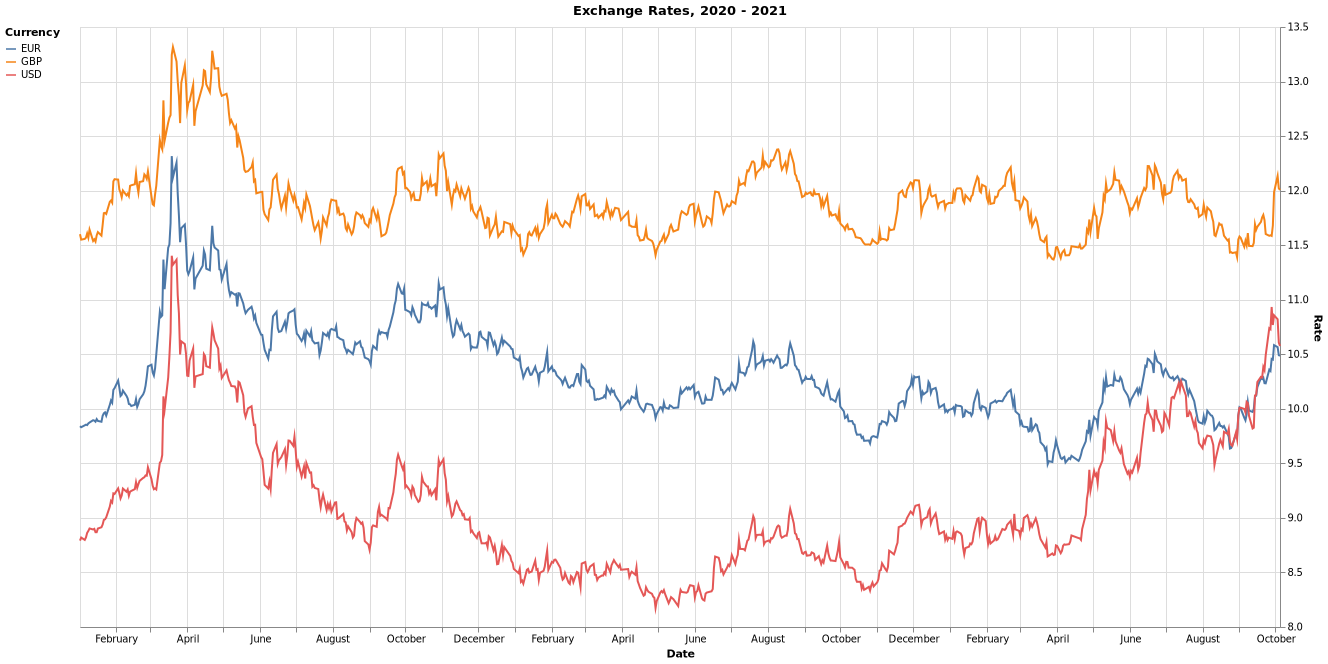 Exchange Rates, 2020 - 2021
Currency
EUR
GBP
USD
13.5
13.0
12.5
12.0
11.5
11.0
10.5
10.0
9.5
9.0
8.5
8.0
Rate
February April June August October December February April June August October December February April June August October
Date